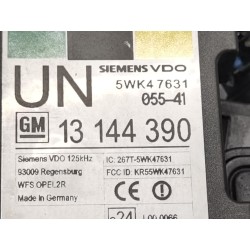 UN
SIEMENS VDO
5WK47631
055-41
GM
13 144 390
Siemens VDO 125kHz
93009 Regensburg
WFS OPEL2R
Made in Germany
IC: 267T-5WK47631
FCC ID: KR55WK47631
e24